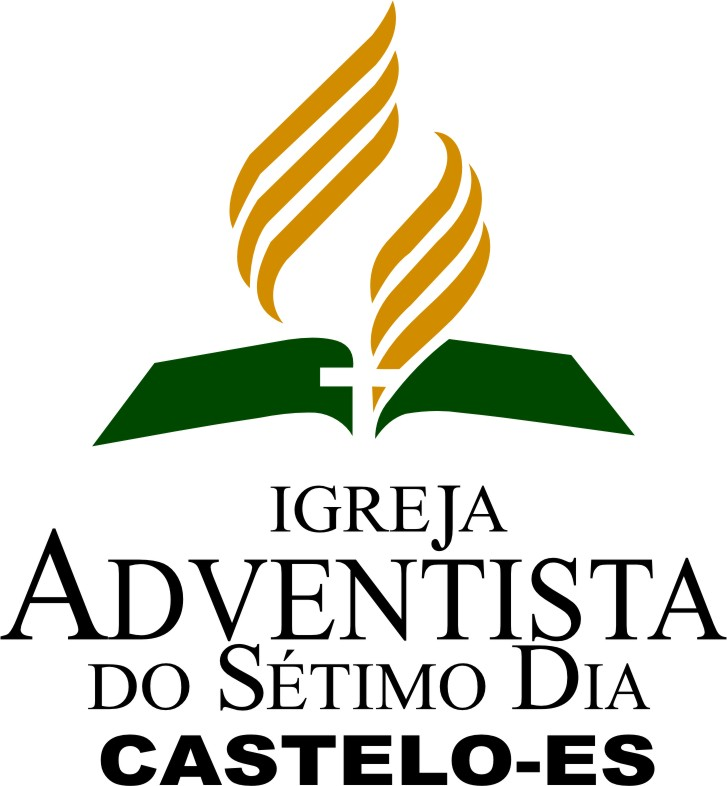 IGREJA
ADVENTISTA
DO SÉTIMO DIA
CASTELO-ES